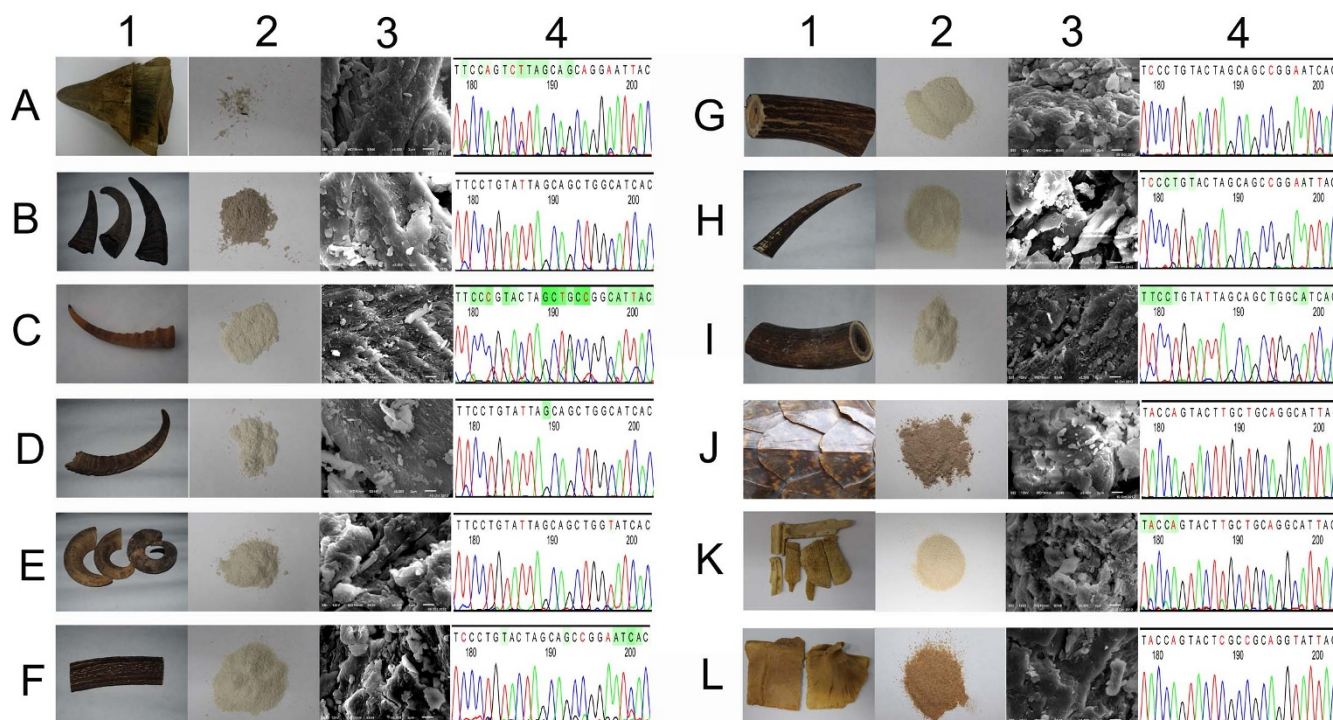 1 2 3 4
A
TTCCAGTCTTAGCAGCAGGAATTAC
180 190 200
B
TTCCTGTATTAGCAGCTGGCATCAC
180 190 200
C
TTCCCGTACTAGCTGCCGGCATTAC
180 190 200
D
TTCCTGTATTAGCAGCTGGCATCAC
180 190 200
E
TTCCTGTATTAGCAGCTGGTATCAC
180 190 200
F
TCCCTGTACTAGCAGCCGGAATCAC
180 190 200
1 2 3 4
G
TCCCTGTACTAGCAGCCGGAATCAC
180 190 200
H
TCCCTGTACTAGCAGCCGGAATTAC
180 190 200
I
TTCCTGTATTAGCAGCTGGCATCAC
180 190 200
J
TACCAGTACTTGCTGCAGGCATTA
180 190 200
K
TACCAGTACTTGCTGCAGGCATTAC
180 190 200
L
TACCAGTACTCGCCGCAGGTATTAC
180 190 200